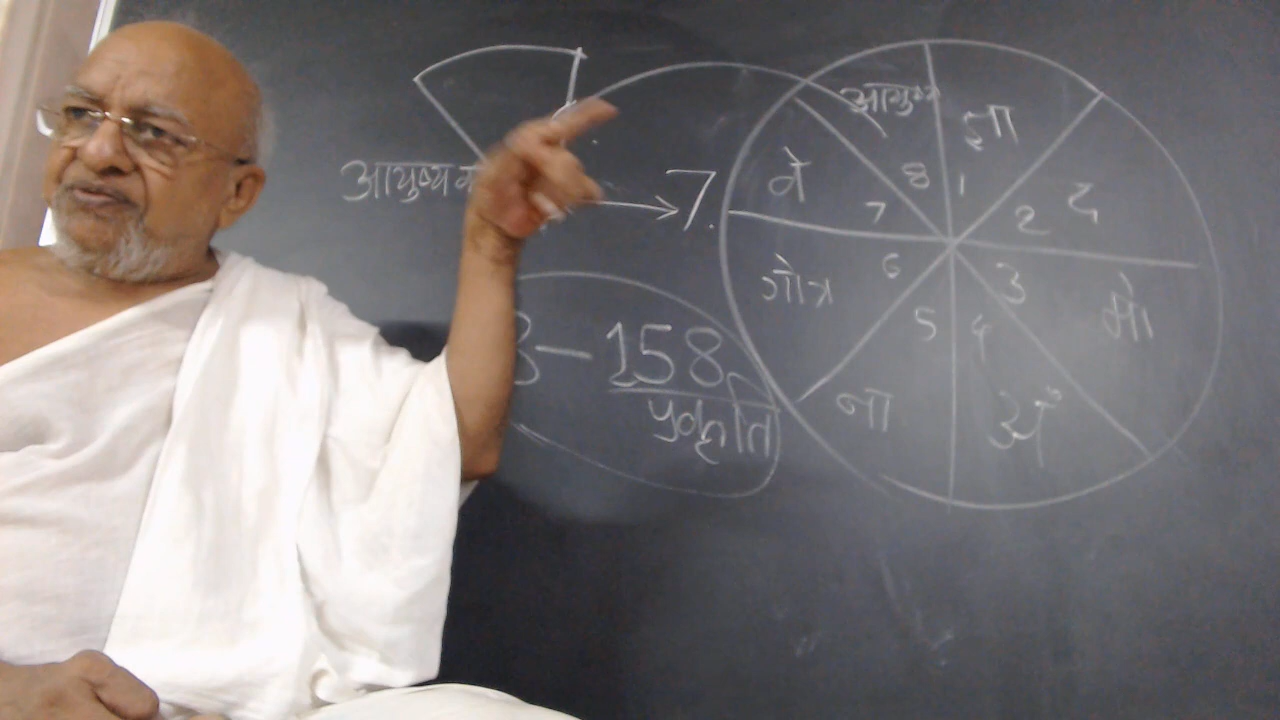 आयुष्य
7.
आयुष्य
8
ज्ञा
1
द
2
मो
3
अं
4
ना
5
गोत्र
6
वे
7
8 – 158
प्रकृति